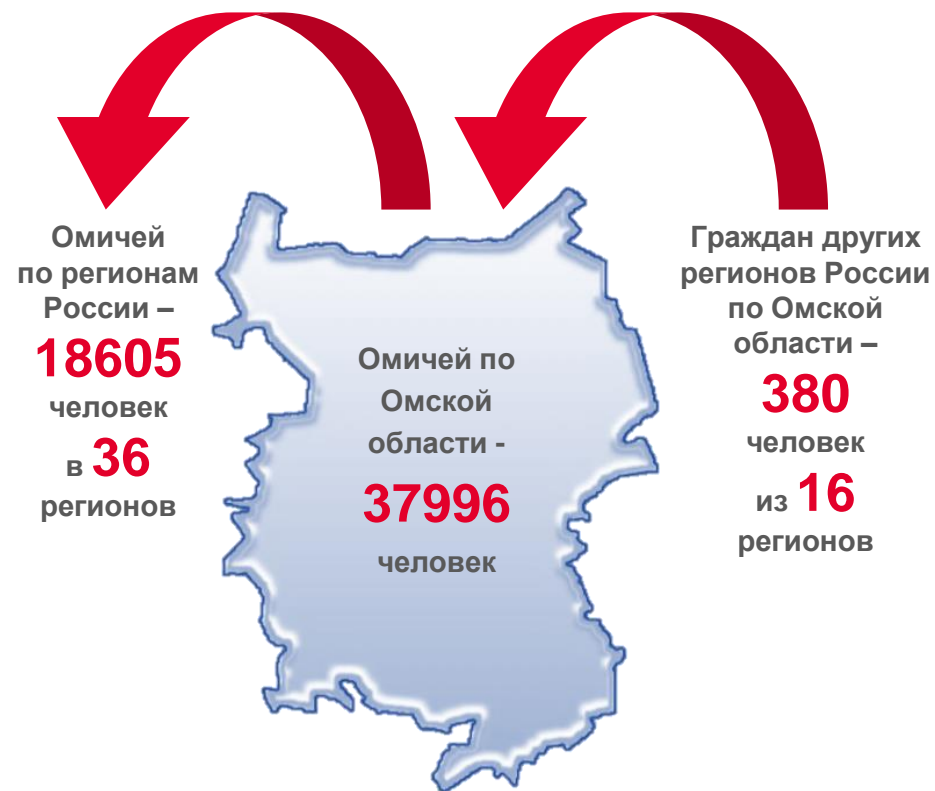 Омичей
по регионам
России –
18605
человек
в 36
регионов
Омичей по
Омской
области -
37996
человек
Граждан других
регионов России
по Омской
области –
380
человек
из 16
регионов